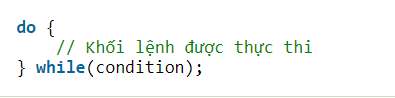 do {
    // Khối lệnh được thực thi
} while(condition);